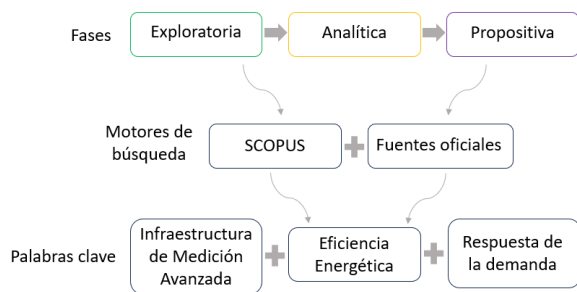 Fases
Exploratoria
Analítica
Propositiva
Motores de
búsqueda
SCOPUS
Fuentes oficiales
Palabras clave
Infraestructura
de Medición
Avanzada
Eficiencia
Energética
Respuesta de
la demanda